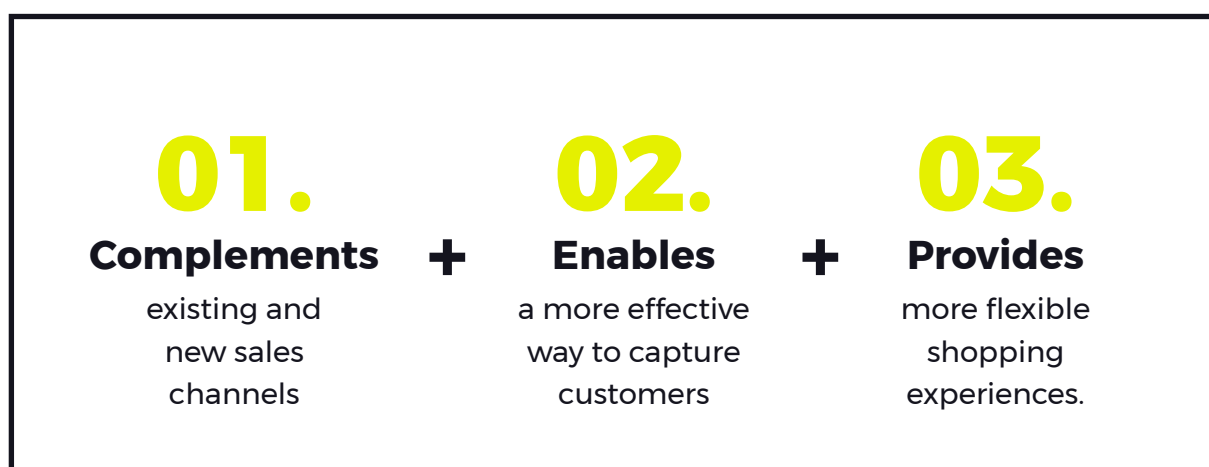 01.
Complements
existing and
new sales
channels
+
02.
Enables
a more effective
way to capture
customers
+
03.
Provides
more flexible
shopping
experiences.